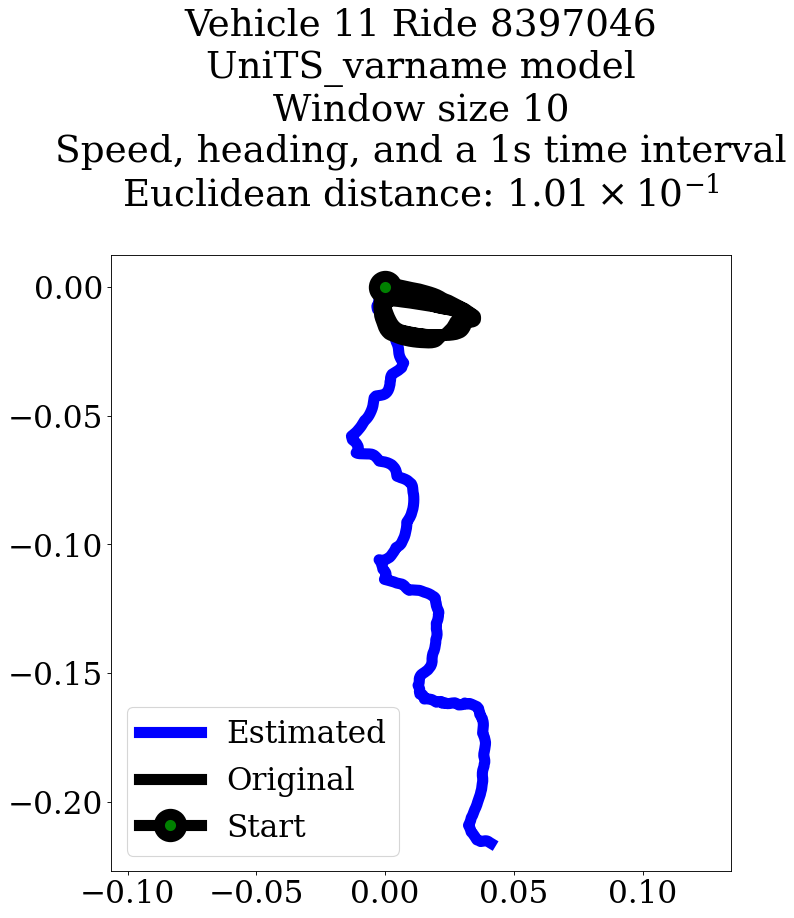 Vehicle 11 Ride 8397046
UniTS_varname model
Window size 10
Speed, heading, and a 1s time interval
Euclidean distance: 1.01 × 10⁻¹
0.00
−0.05
−0.10
−0.15
−0.20
Estimated
Original
Start
−0.10 −0.05 0.00 0.05 0.10